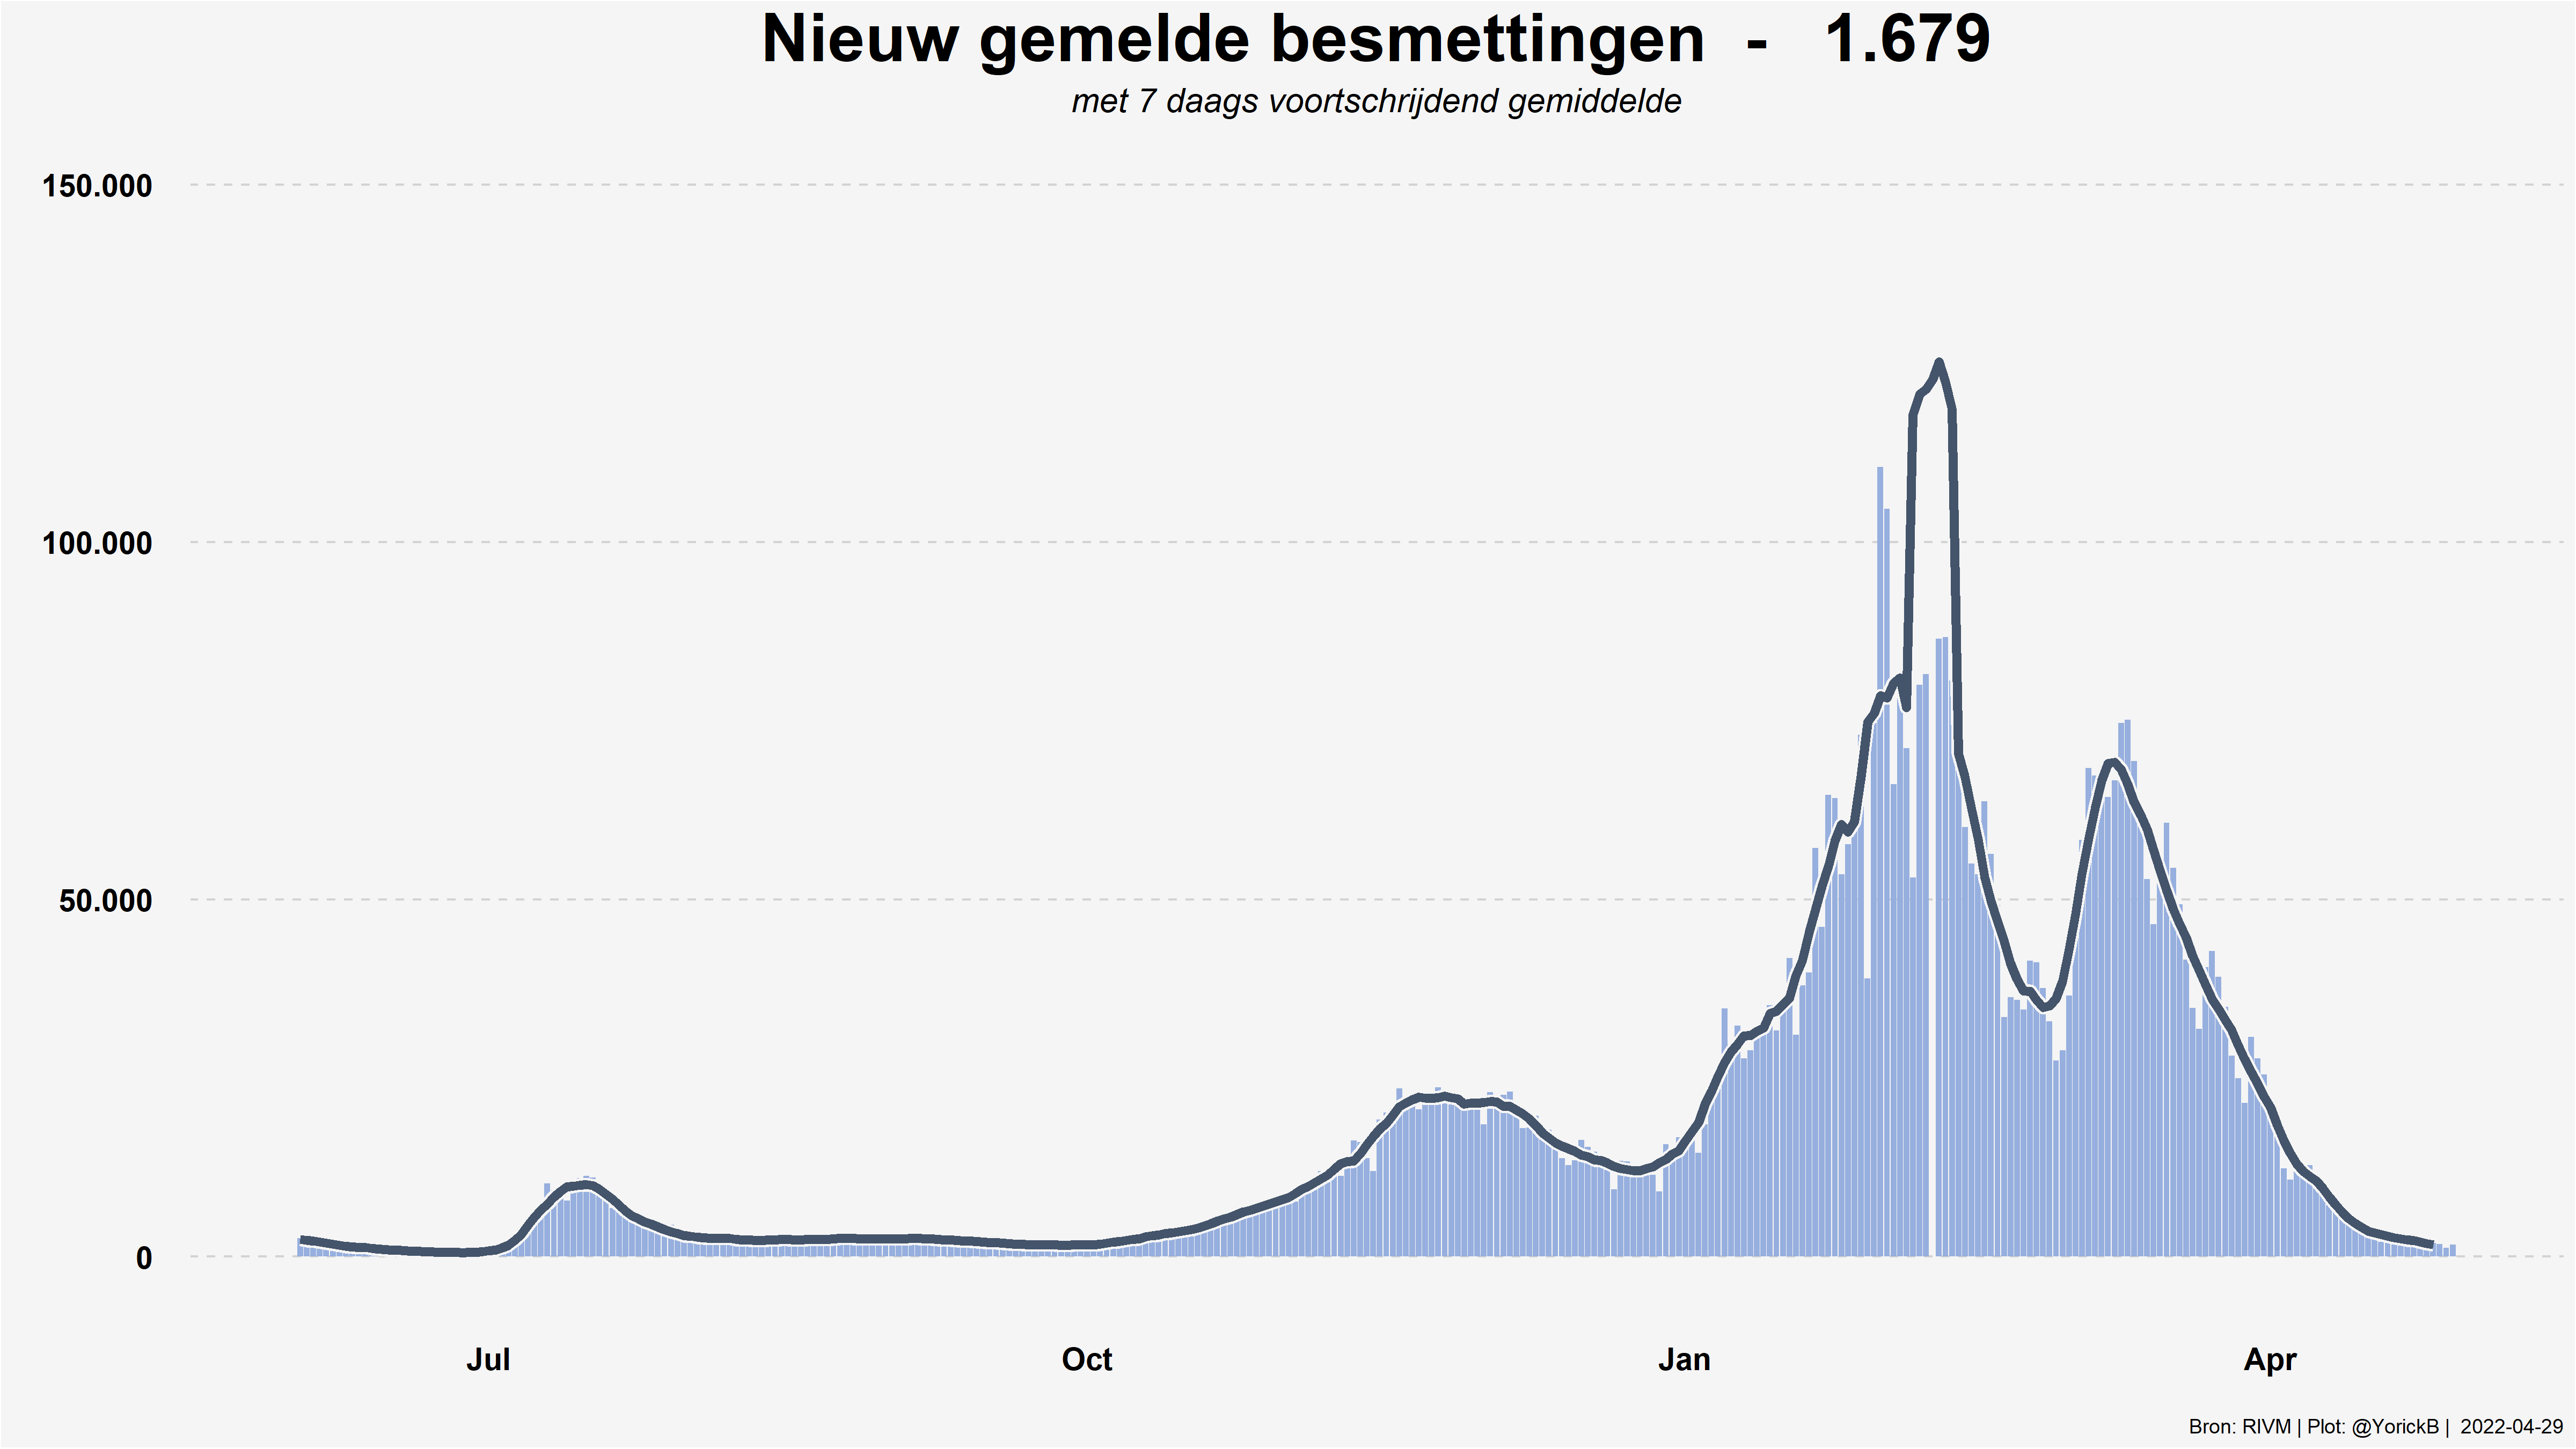 Nieuw gemelde besmettingen - 1.679
met 7 daags voortschrijdend gemiddelde
150.000
100.000
50.000
0
Jul Oct Jan Apr
Bron: RIVM | Plot: @YorickB | 2022-04-29